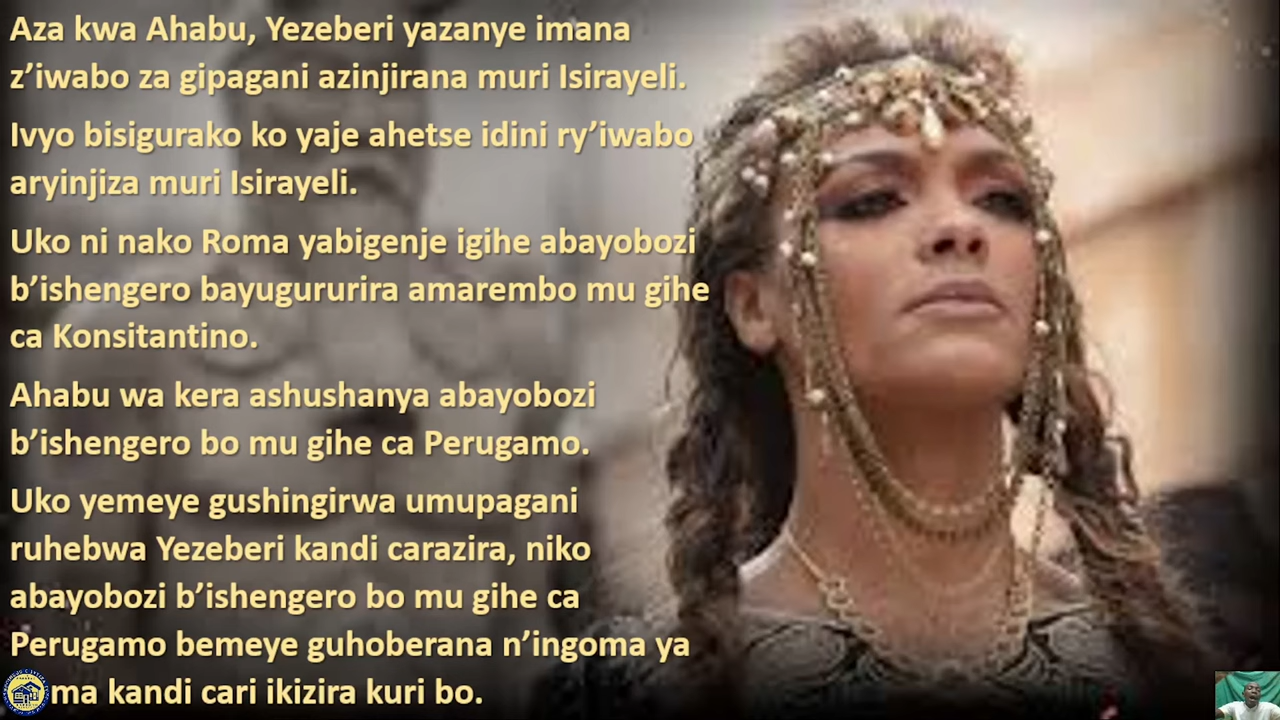 Aza kwa Ahabu, Yezeberi yazanye imana
z’iwabo za gipagani azinjirana muri Isirayeli.
Ivyo bisigurako ko yaje ahetse idini ry’iwabo
aryinjiza muri Isirayeli.
Uko ni nako Roma yabigenje igihe abayobozi
b’ishengero bayugururira amarembo mu gihe
ca Konsitantino.
Ahabu wa kera ashushanya abayobozi
b’ishengero bo mu gihe ca Perugamo.
Uko yemeye gushingirwa umupagani
ruhebwa Yezeberi kandi carazira, niko
abayobozi b’ishengero bo mu gihe ca
Perugamo bemeye guhoberana n’ingoma ya
ma kandi cari ikizira kuri bo.